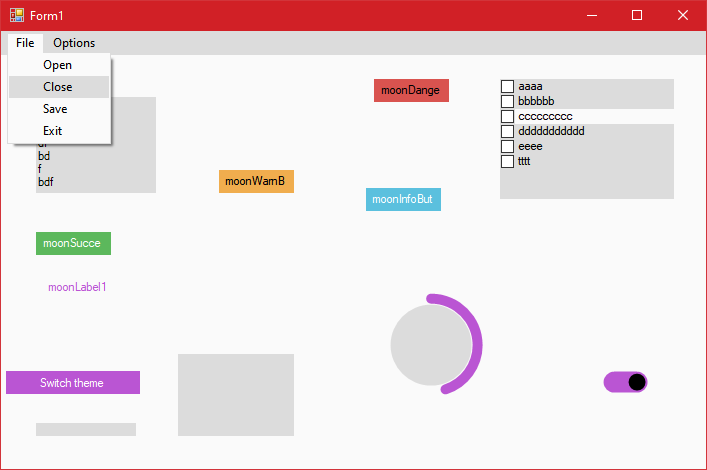 Form1
File Options
Open
Close
Save
Exit
bd
f
bdf
moonDange
aaaa
bbbbbb
ccccccccc
ddddddddddd
eeee
tttt
moonWarnB
moonInfoBut
moonSucce
moonLabel1
Switch theme